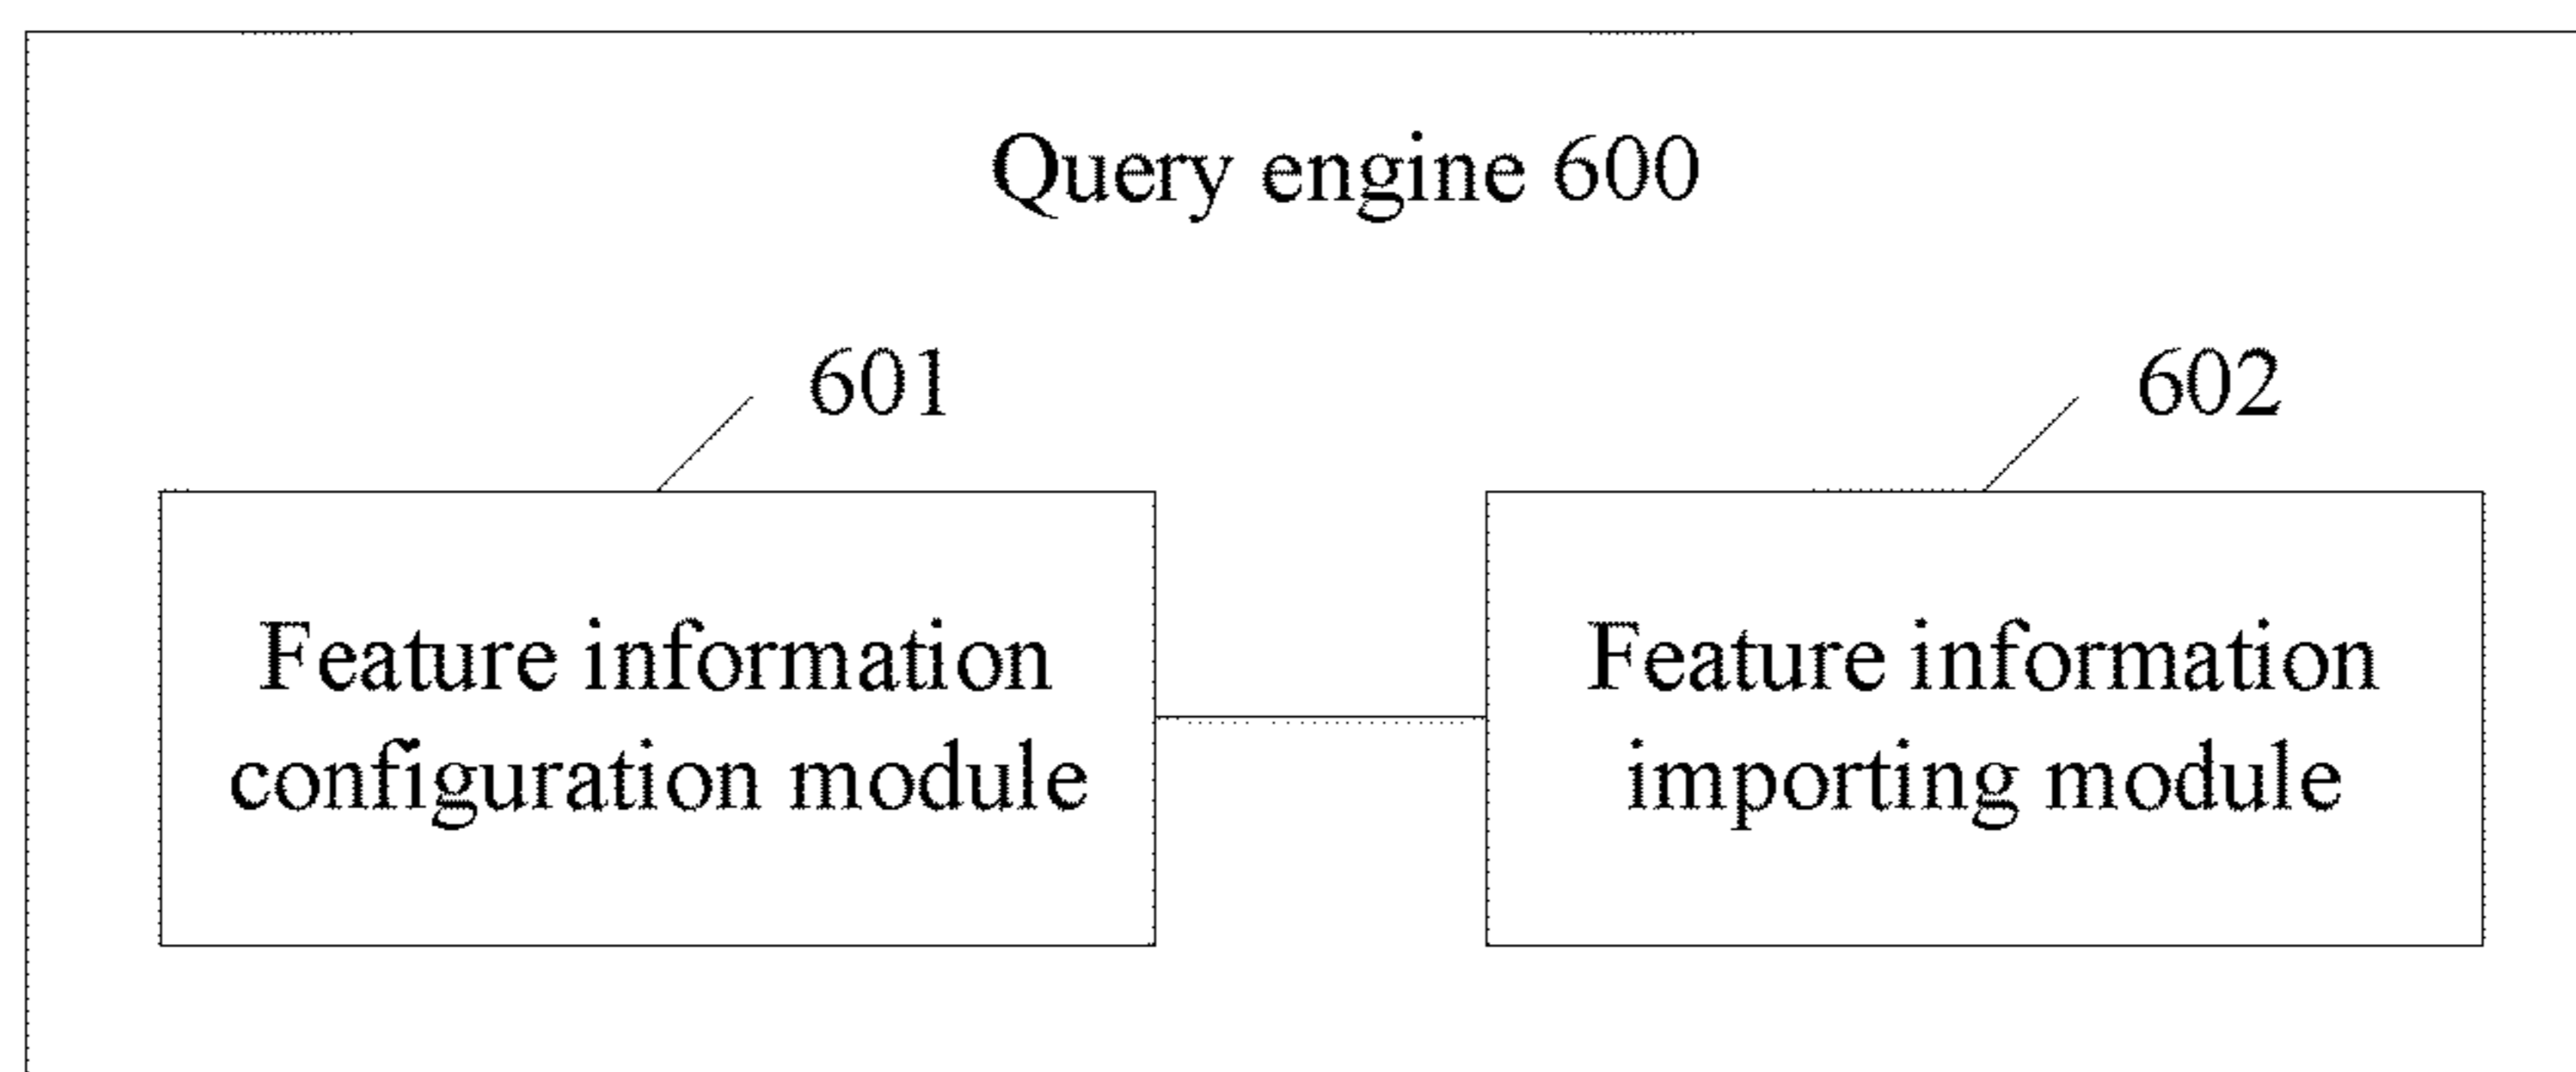 Query engine 600
601
602
Feature information
configuration module
Feature information
importing module